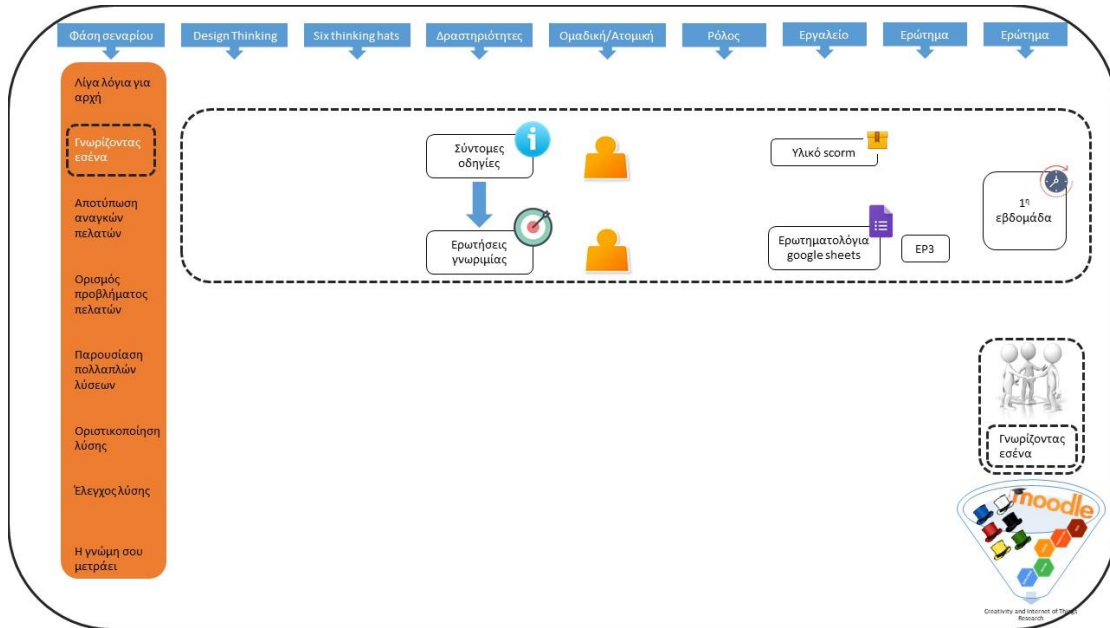 Φάση σεναρίου
Design Thinking
Six thinking hats
Δραστηριότητες
Ομαδική/Ατομική
Ρόλος
Εργαλείο
Ερώτημα
Ερώτημα
Λίγα λόγια για
αρχή
Γνωρίζοντας
εσένα
Αποτύπωση
αναγκών
πελατών
Ορισμός
προβλήματος
πελατών
Παρουσίαση
πολλαπλών
λύσεων
Οριστικοποίηση
λύσης
Έλεγχος λύσης
Η γνώμη σου
μετράει
Σύντομες
οδηγίες
i
Υλικό scorm
1η
εβδομάδα
Ερωτήσεις
γνωριμίας
Ερωτηματολόγια
google sheets
ΕΡ3
Γνωρίζοντας
εσένα
moodle
Creativity and Internet of Things
Research